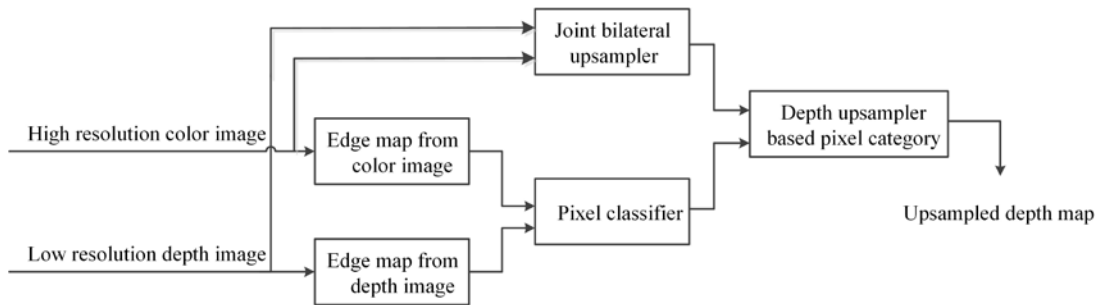 Joint bilateral
upsampler
High resolution color image
Edge map from
color image
Depth upsampler
based pixel category
Pixel classifier
Upsampled depth map
Low resolution depth image
Edge map from
depth image